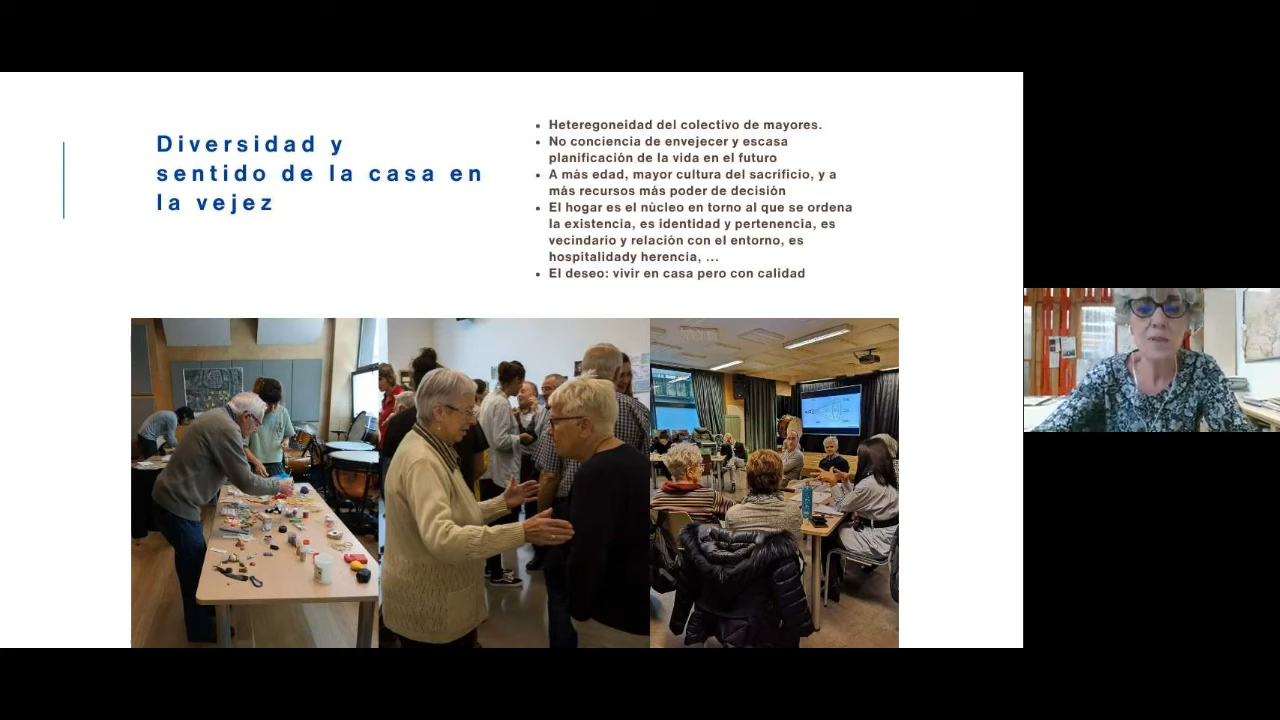 Diversidad y
sentido de la casa en
la vejez
• Heteregoneidad del colectivo de mayores.
• No conciencia de envejecer y escasa
planificación de la vida en el futuro
• A más edad, mayor cultura del sacrificio, y a
más recursos más poder de decisión
• El hogar es el núcleo en torno al que se ordena
la existencia, es identidad y pertenencia, es
vecindario y relación con el entorno, es
hospitalidady herencia, ...
• El deseo: vivir en casa pero con calidad